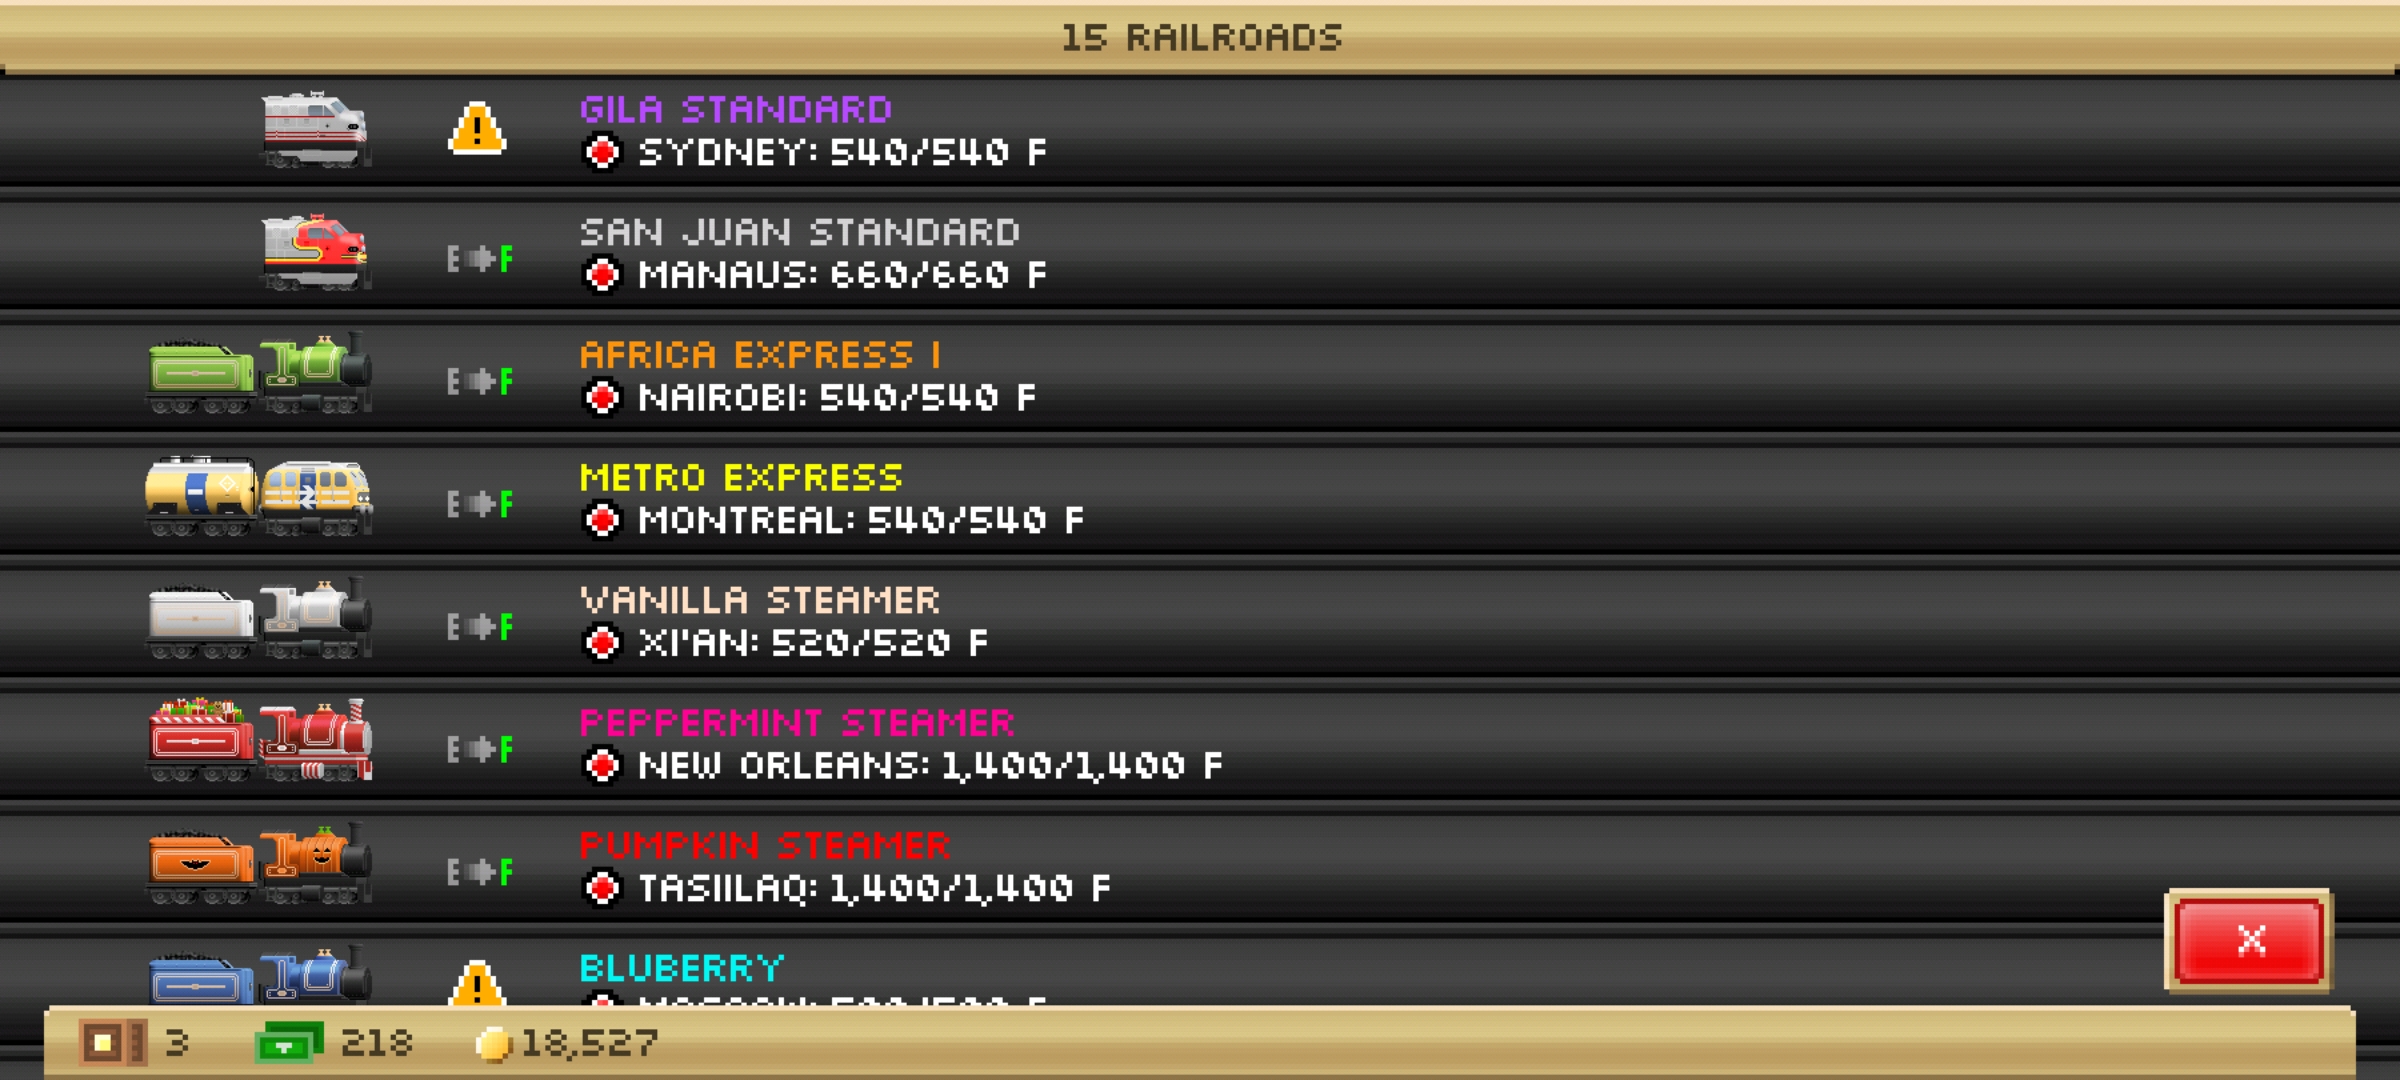 15 RAILROADS
GILA STANDARD
SYDNEY: 540/540 F
E F SAN JUAN STANDARD
MANAUS: 660/660 F
E F AFRICA EXPRESS I
NAIROBI: 540/540 F
E F METRO EXPRESS
MONTREAL: 540/540 F
E F VANILLA STEAMER
XI'AN: 520/520 F
E F PEPPERMINT STEAMER
NEW ORLEANS: 1,400/1,400 F
E F PUMPKIN STEAMER
TASIILAQ: 1,400/1,400 F
X
BLUBERRY
3 218 18,527